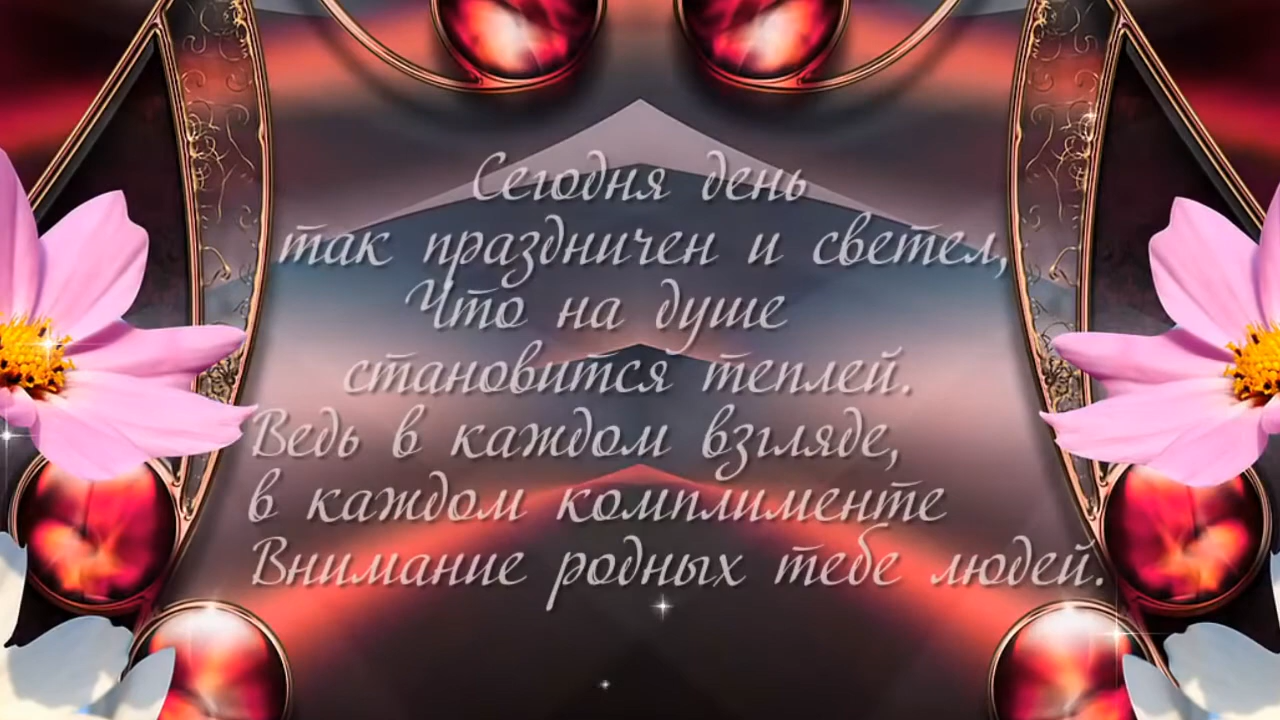 Сегодня день
так праздничен и светел,
Что на душе
становится теплей.
Ведь в каждом взгляде,
в каждом комплименте
Внимание родных тебе людей.